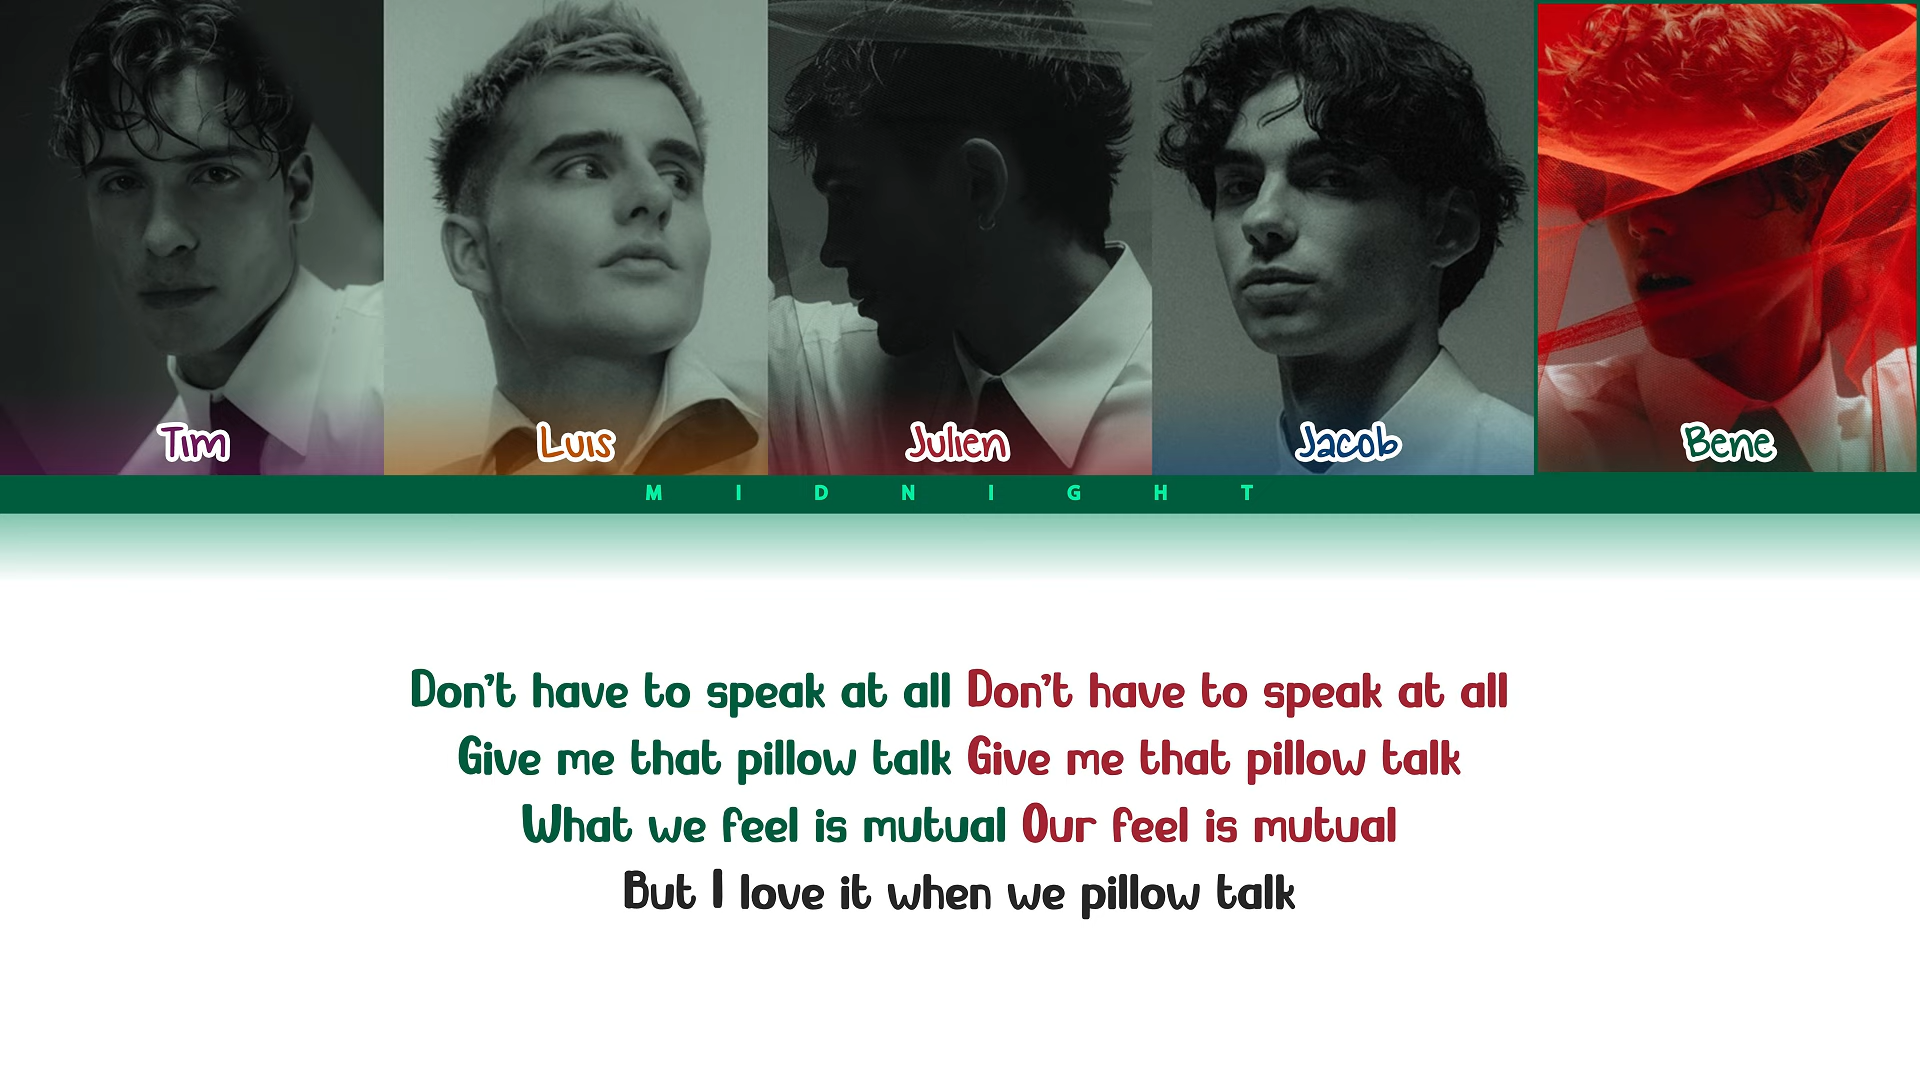 Tim
Luis
Julien
Jacob
Bene
MIDNIGHT
Don't have to speak at all Don't have to speak at all
Give me that pillow talk Give me that pillow talk
What we feel is mutual Our feel is mutual
But I love it when we pillow talk